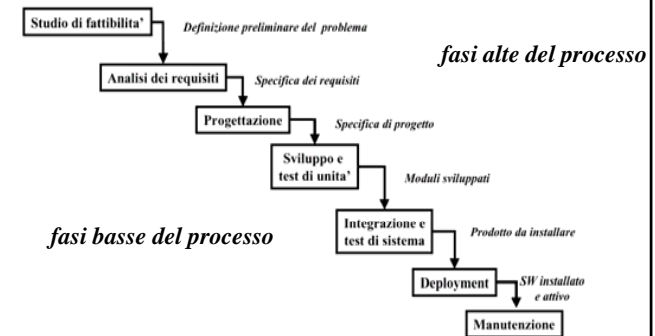 Studio di fattibilita'
Definizione preliminare del problema
fasi alte del processo
Analisi dei requisiti
Specifica dei requisiti
Progettazione
Specifica di progetto
Sviluppo e
test di unita'
Moduli sviluppati
fasi basse del processo
Integrazione e
test di sistema
Prodotto da installare
Deployment
SW installato
e attivo
Manutenzione